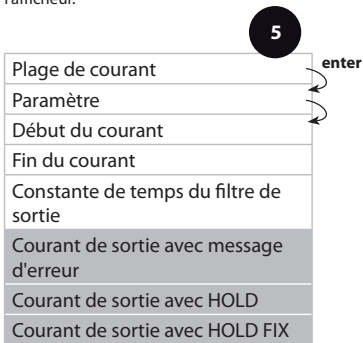 l'afficheur.
5
enter
Plage de courant
Paramètre
Début du courant
Fin du courant
Constante de temps du filtre de
sortie
Courant de sortie avec message
d'erreur
Courant de sortie avec HOLD
Courant de sortie avec HOLD FIX